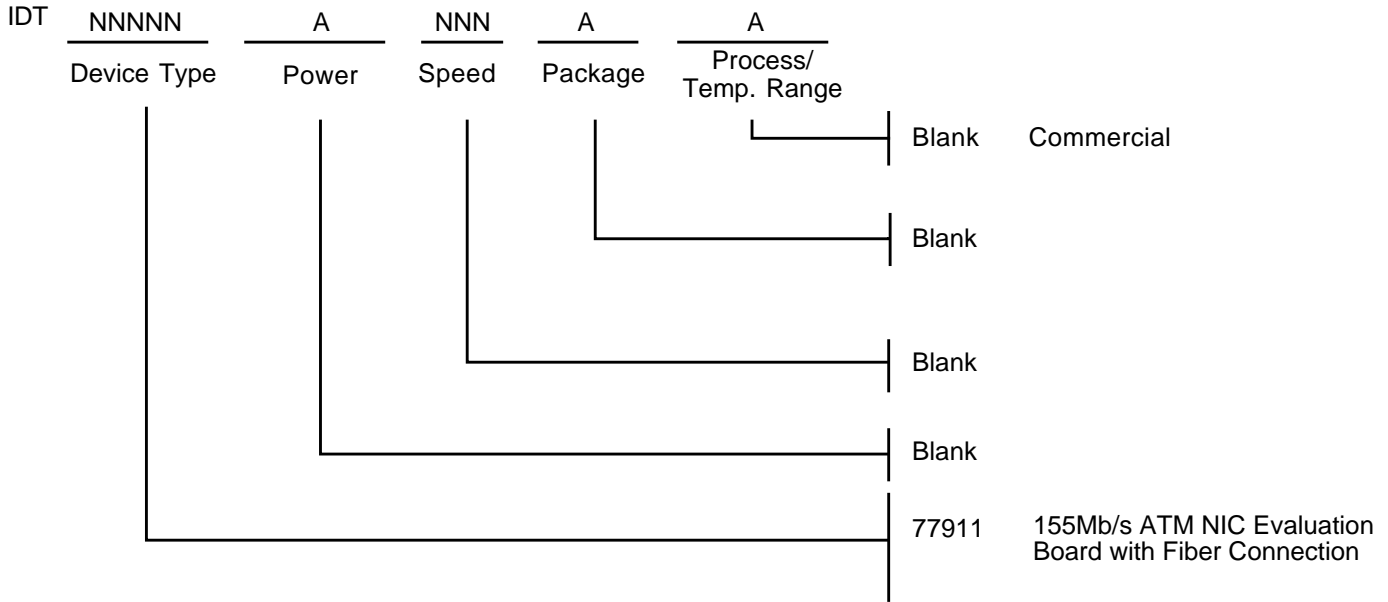 IDT NNNNN A NNN A A
Device Type Power Speed Package Process/
Temp. Range
Blank Commercial
Blank
Blank
Blank
77911 155Mb/s ATM NIC Evaluation
Board with Fiber Connection